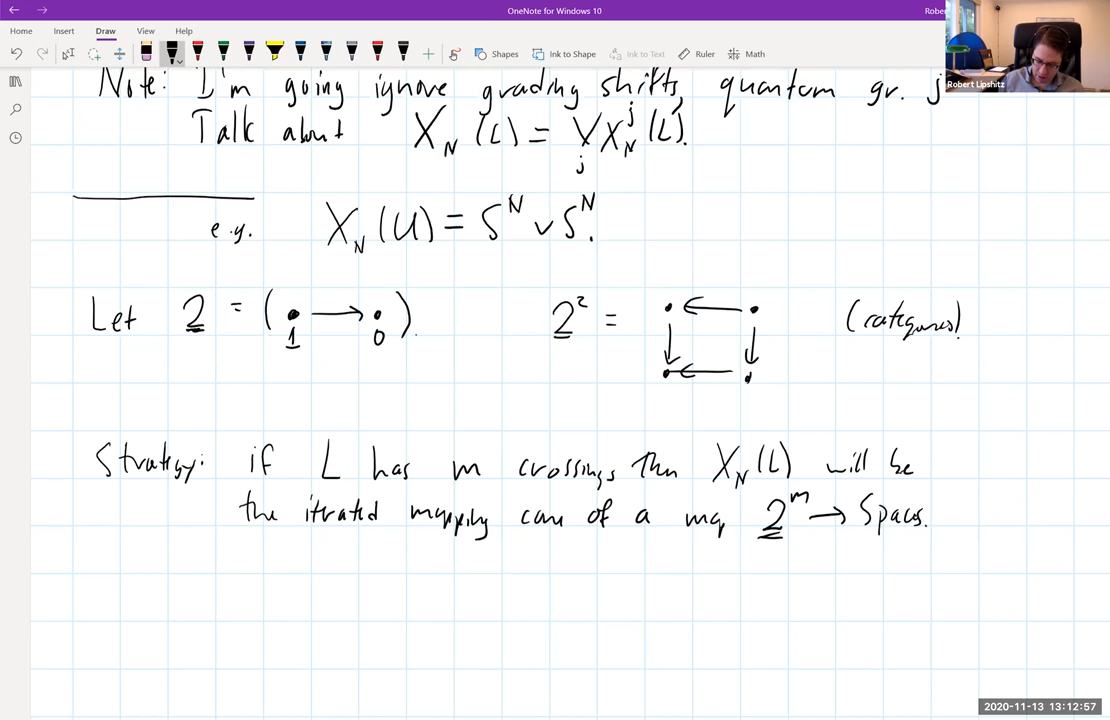 OneNote for Windows 10
Rober
Home Insert Draw View Help
Shapes Ink to Shape Ink to Text Ruler Math
Robert Lipshitz
Note: I'm going ignore grading shifts, quantum gr. j
Talk about X_N(L) = ⋁_j X_N^j(L).
e.g. X_N(U) = S^N ∨ S^N.
Let 2 = (• → •). 2^2 = (categories)
1 0
Strategy: if L has m crossings then X_N(L) will be
the iterated mapping cone of a map 2^m → Spaces.
2020-11-13 13:12:57